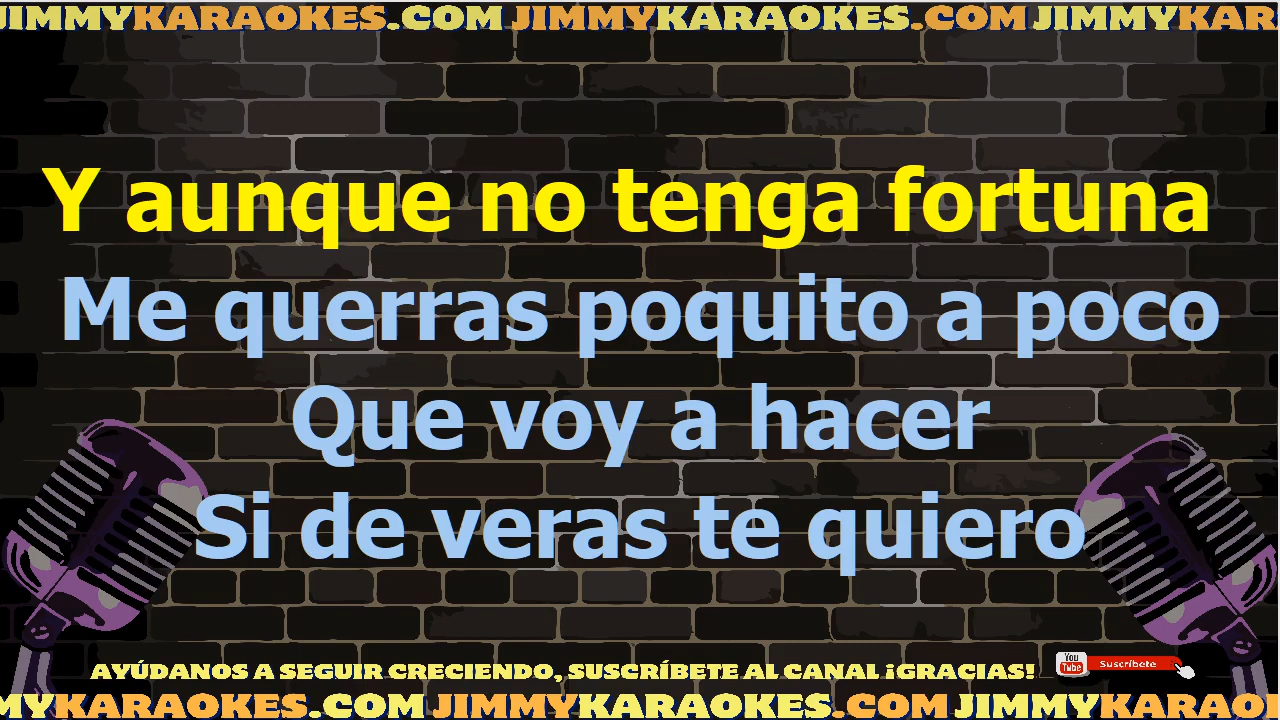 JIMMYKARAOKES.COM JIMMYKARAOKES.COM JIMMYKAR
Y aunque no tenga fortuna
Me querras poquito a poco
Que voy a hacer
Si de veras te quiero
AYÚDANOS A SEGUIR CRECIENDO, SUSCRÍBETE AL CANAL ¡GRACIAS!
You Tube Suscríbete
MYKARAOKES.COM JIMMYKARAOKES.COM JIMMYKARAO